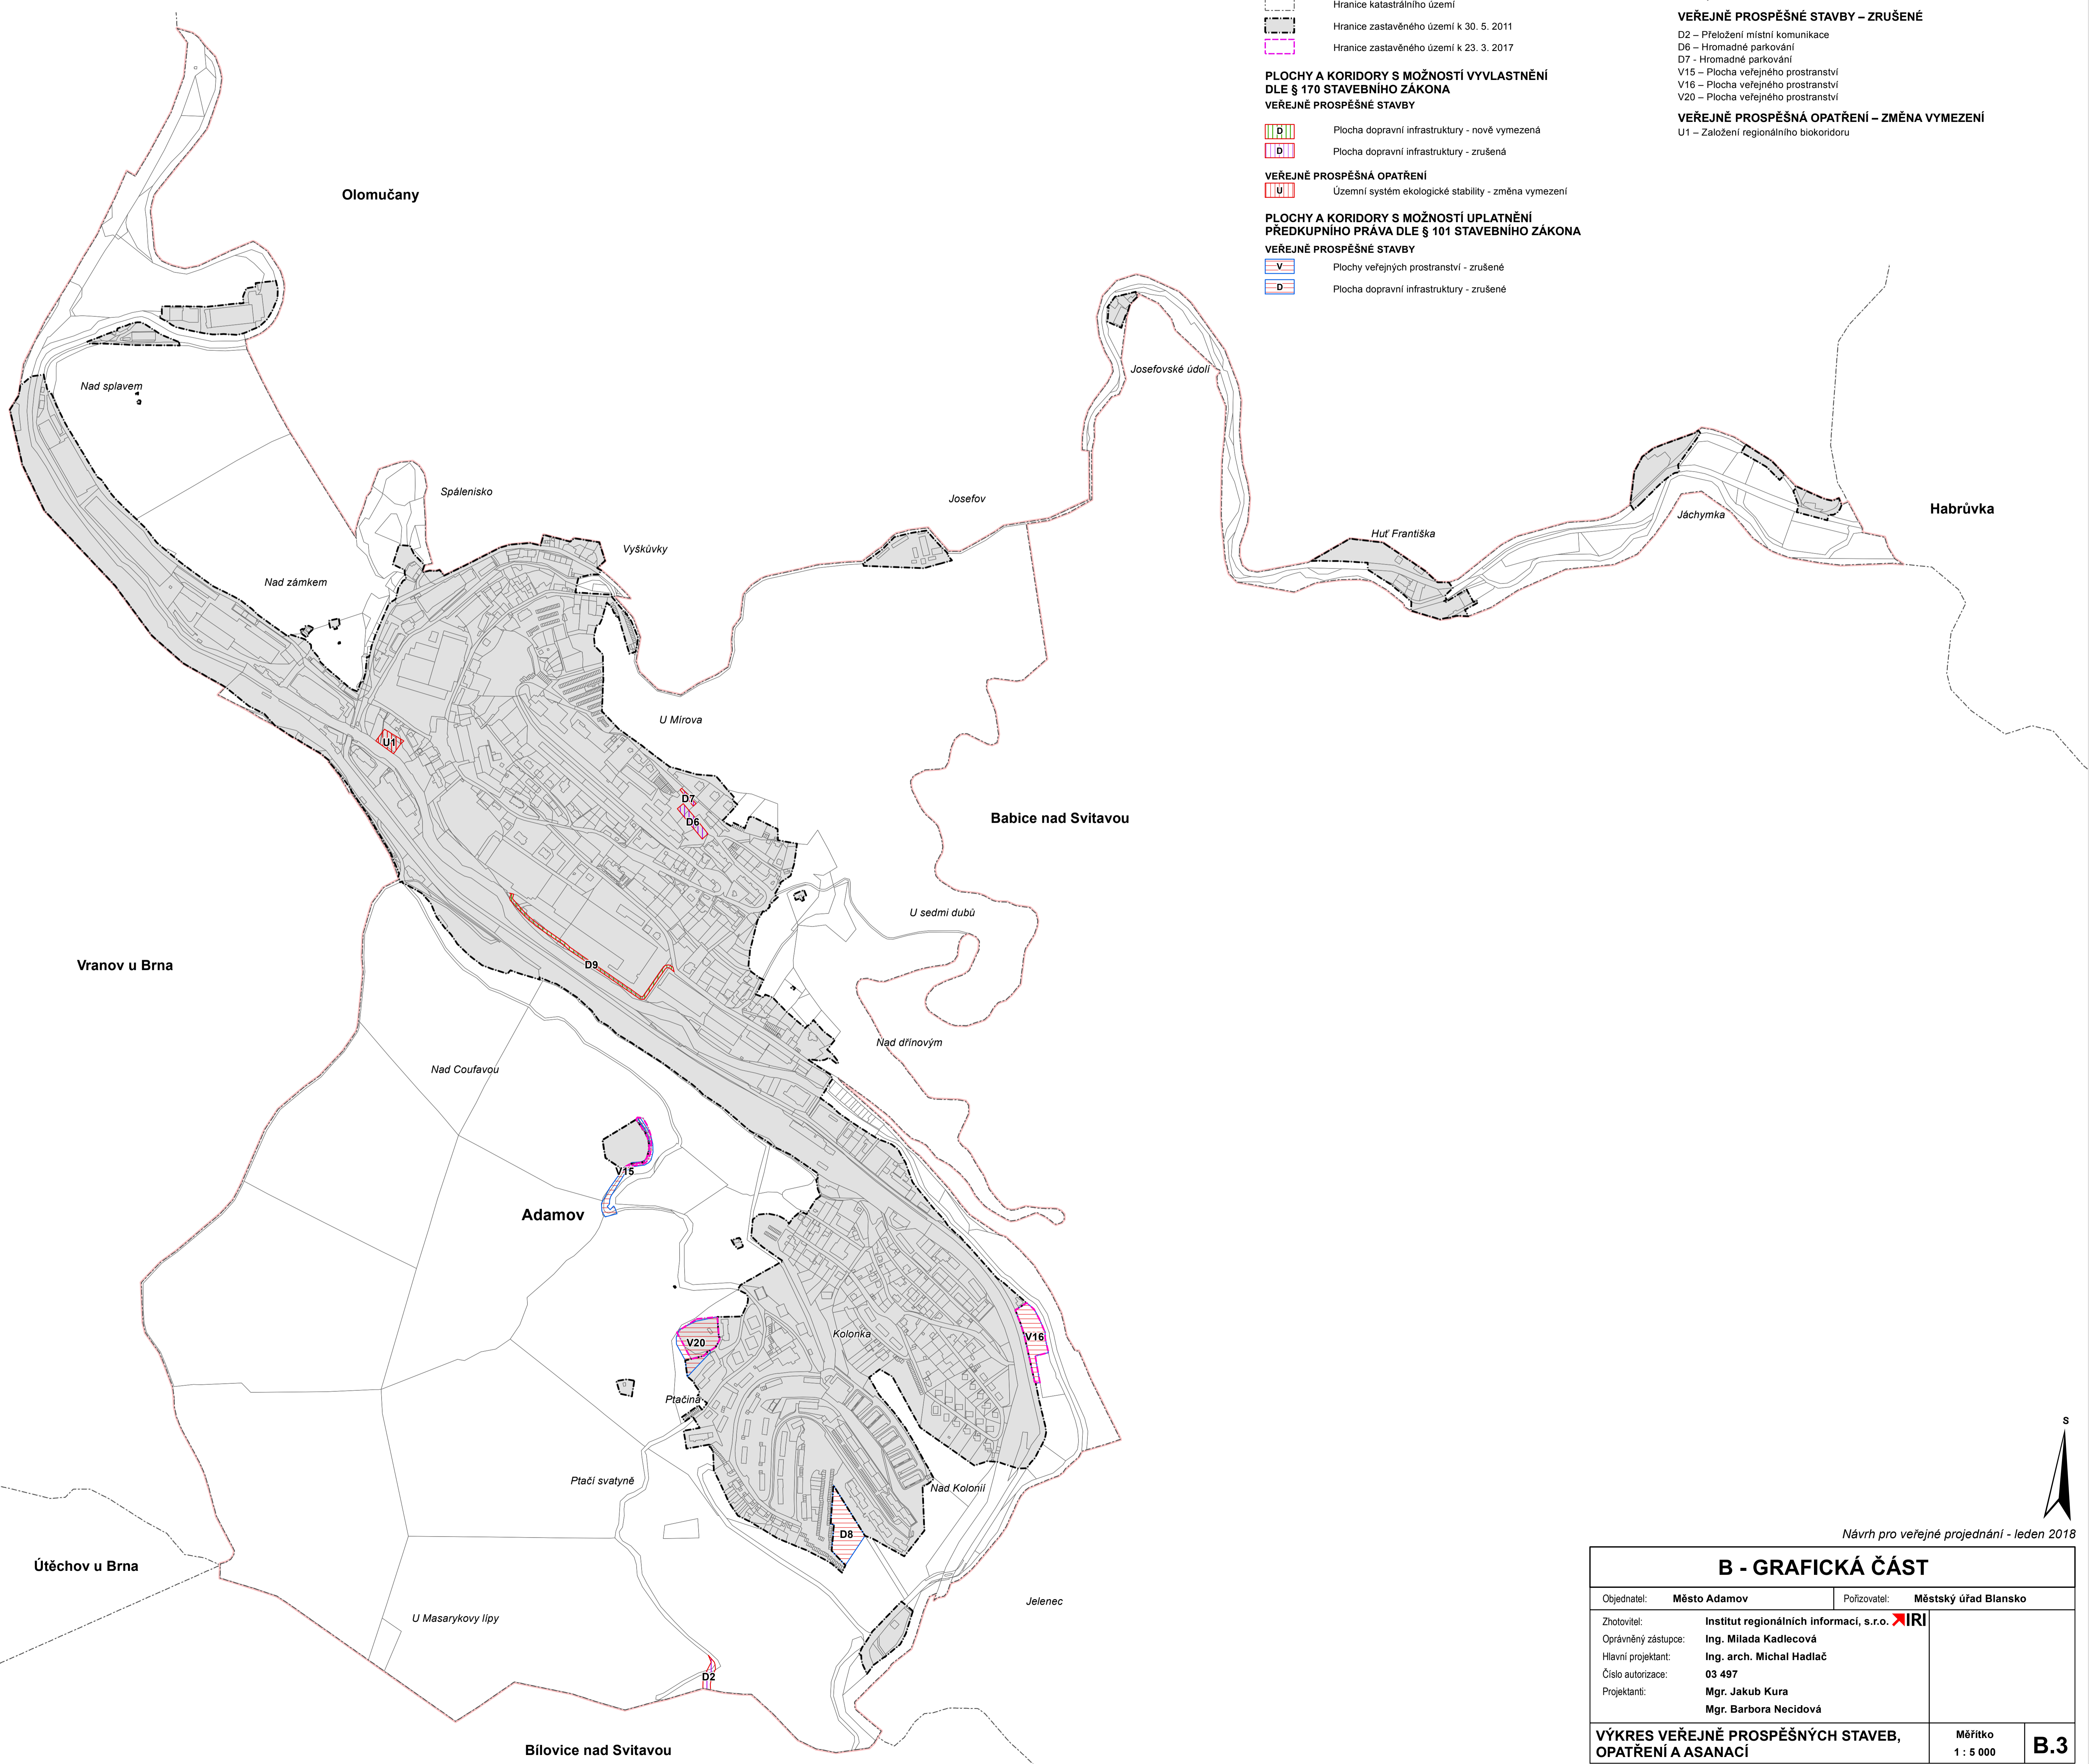 Hranice katastrálního území
Hranice zastavěného území k 30. 5. 2011
Hranice zastavěného území k 23. 3. 2017
PLOCHY A KORIDORY S MOŽNOSTÍ VYVLASTNĚNÍ
DLE § 170 STAVEBNÍHO ZÁKONA
VEŘEJNĚ PROSPĚŠNÉ STAVBY
D Plocha dopravní infrastruktury - nově vymezená
D Plocha dopravní infrastruktury - zrušená
VEŘEJNĚ PROSPĚŠNÁ OPATŘENÍ
U Územní systém ekologické stability - změna vymezení
PLOCHY A KORIDORY S MOŽNOSTÍ UPLATNĚNÍ
PŘEDKUPNÍHO PRÁVA DLE § 101 STAVEBNÍHO ZÁKONA
VEŘEJNĚ PROSPĚŠNÉ STAVBY
V Plochy veřejných prostranství - zrušené
D Plocha dopravní infrastruktury - zrušené
VEŘEJNĚ PROSPĚŠNÉ STAVBY – ZRUŠENÉ
D2 – Přeložení místní komunikace
D6 – Hromadné parkování
D7 - Hromadné parkování
V15 – Plocha veřejného prostranství
V16 – Plocha veřejného prostranství
V20 – Plocha veřejného prostranství
VEŘEJNĚ PROSPĚŠNÁ OPATŘENÍ – ZMĚNA VYMEZENÍ
U1 – Založení regionálního biokoridoru
Olomučany
Nad splavem
Josefovské údolí
Spálenisko
Josefov
Jáchymka
Habrůvka
Huť Františka
Vyškůvky
Nad zámkem
U Mírova
U1
D7
D6
Babice nad Svitavou
U sedmi dubů
Vranov u Brna
D9
Nad dřínovým
Nad Coufavou
V15
Adamov
Kolonka
V16
V20
Ptačina
Ptačí svatyně
Nad Kolonií
D8
Útěchov u Brna
Jelenec
U Masarykovy lípy
D2
Bílovice nad Svitavou
S
Návrh pro veřejné projednání - leden 2018
B - GRAFICKÁ ČÁST
Objednatel: Město Adamov Pořizovatel: Městský úřad Blansko
Zhotovitel: Institut regionálních informací, s.r.o. IRI
Oprávněný zástupce: Ing. Milada Kadlecová
Hlavní projektant: Ing. arch. Michal Hadlač
Číslo autorizace: 03 497
Projektanti: Mgr. Jakub Kura
Mgr. Barbora Necidová
VÝKRES VEŘEJNĚ PROSPĚŠNÝCH STAVEB,
OPATŘENÍ A ASANACÍ
Měřítko
1 : 5 000
B.3